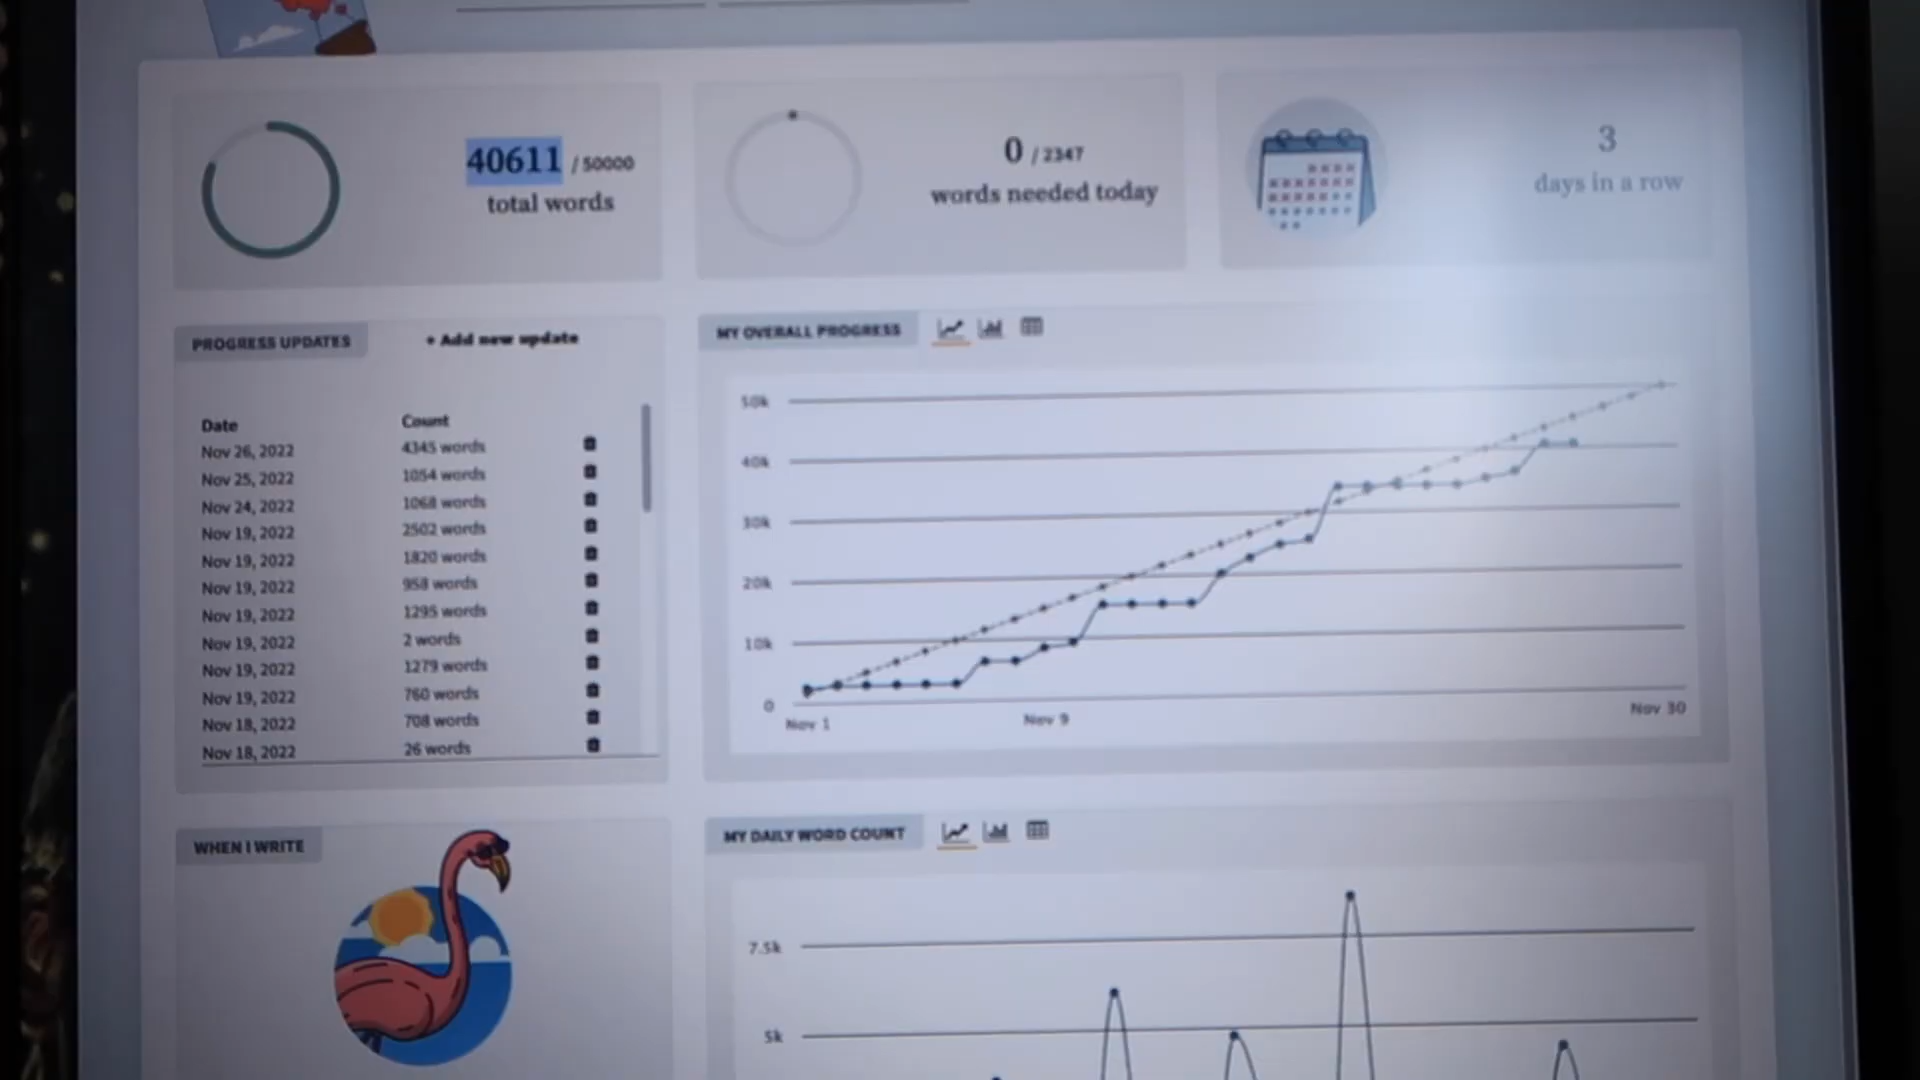 40611 / 50000
total words
0 / 2347
words needed today
3
days in a row
PROGRESS UPDATES
+ Add new update
Date Count
Nov 26, 2022 4345 words
Nov 25, 2022 1054 words
Nov 24, 2022 1068 words
Nov 19, 2022 2502 words
Nov 19, 2022 1820 words
Nov 19, 2022 958 words
Nov 19, 2022 1295 words
Nov 19, 2022 2 words
Nov 19, 2022 1279 words
Nov 19, 2022 760 words
Nov 18, 2022 708 words
Nov 18, 2022 26 words
MY OVERALL PROGRESS
50k
40k
30k
20k
10k
0
Nov 1 Nov 9 Nov 30
WHEN I WRITE
MY DAILY WORD COUNT
7.5k
5k